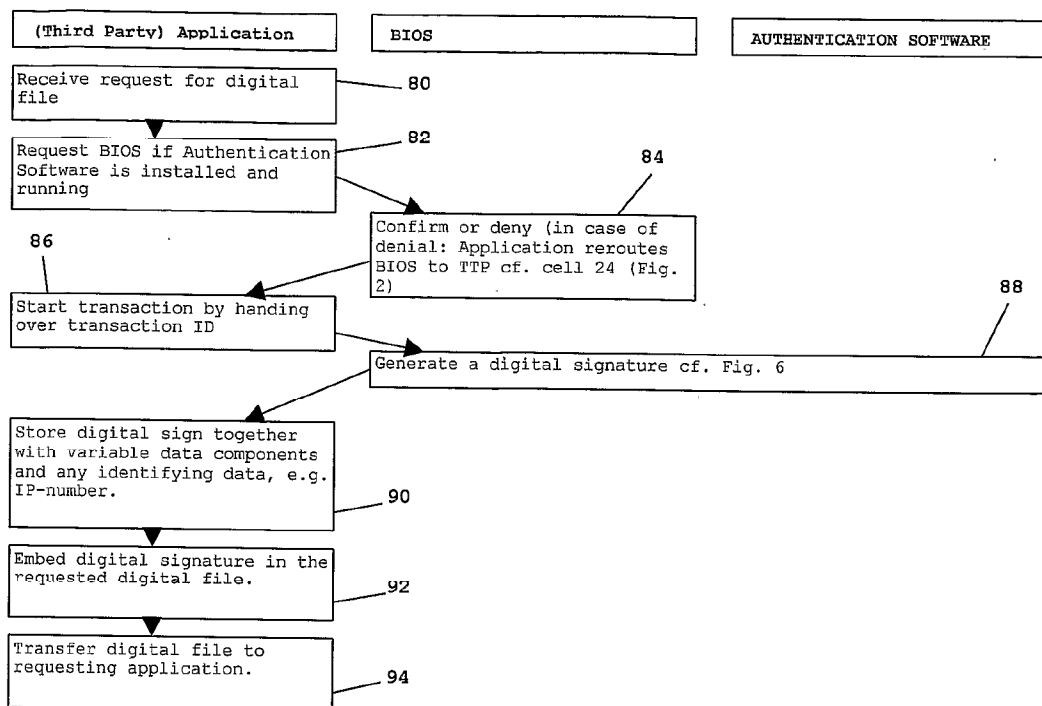 (Third Party) Application
BIOS
AUTHENTICATION SOFTWARE
Receive request for digital
file
80
Request BIOS if Authentication
Software is installed and
running
82
84
Confirm or deny (in case of
denial: Application reroutes
BIOS to TTP cf. cell 24 (Fig.
2)
86
Start transaction by handing
over transaction ID
88
Generate a digital signature cf. Fig. 6
Store digital sign together
with variable data components
and any identifying data, e.g.
IP-number.
90
Embed digital signature in the
requested digital file.
92
Transfer digital file to
requesting application.
94